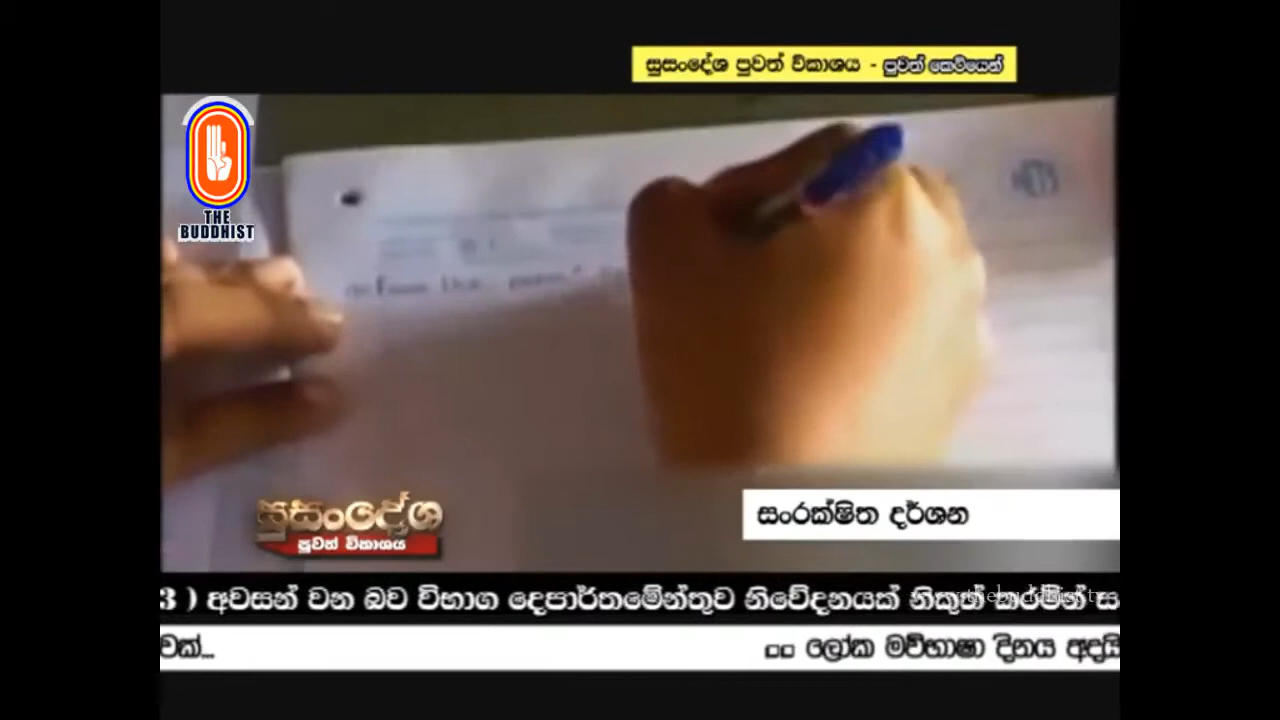 සුසංදේශ පුවත් විකාශය - පුවත් කෙටියෙන්
THE
BUDDHIST
සංරක්ෂිත දර්ශන
සුසංදේශ
පුවත් විකාශය
3 ) අවසන් වන බව විභාග දෙපාර්තමේන්තුව නිවේදනයක් නිකුත් කරමින් ස
වක්...
ලෝක මව්භාෂා දිනය අදයි